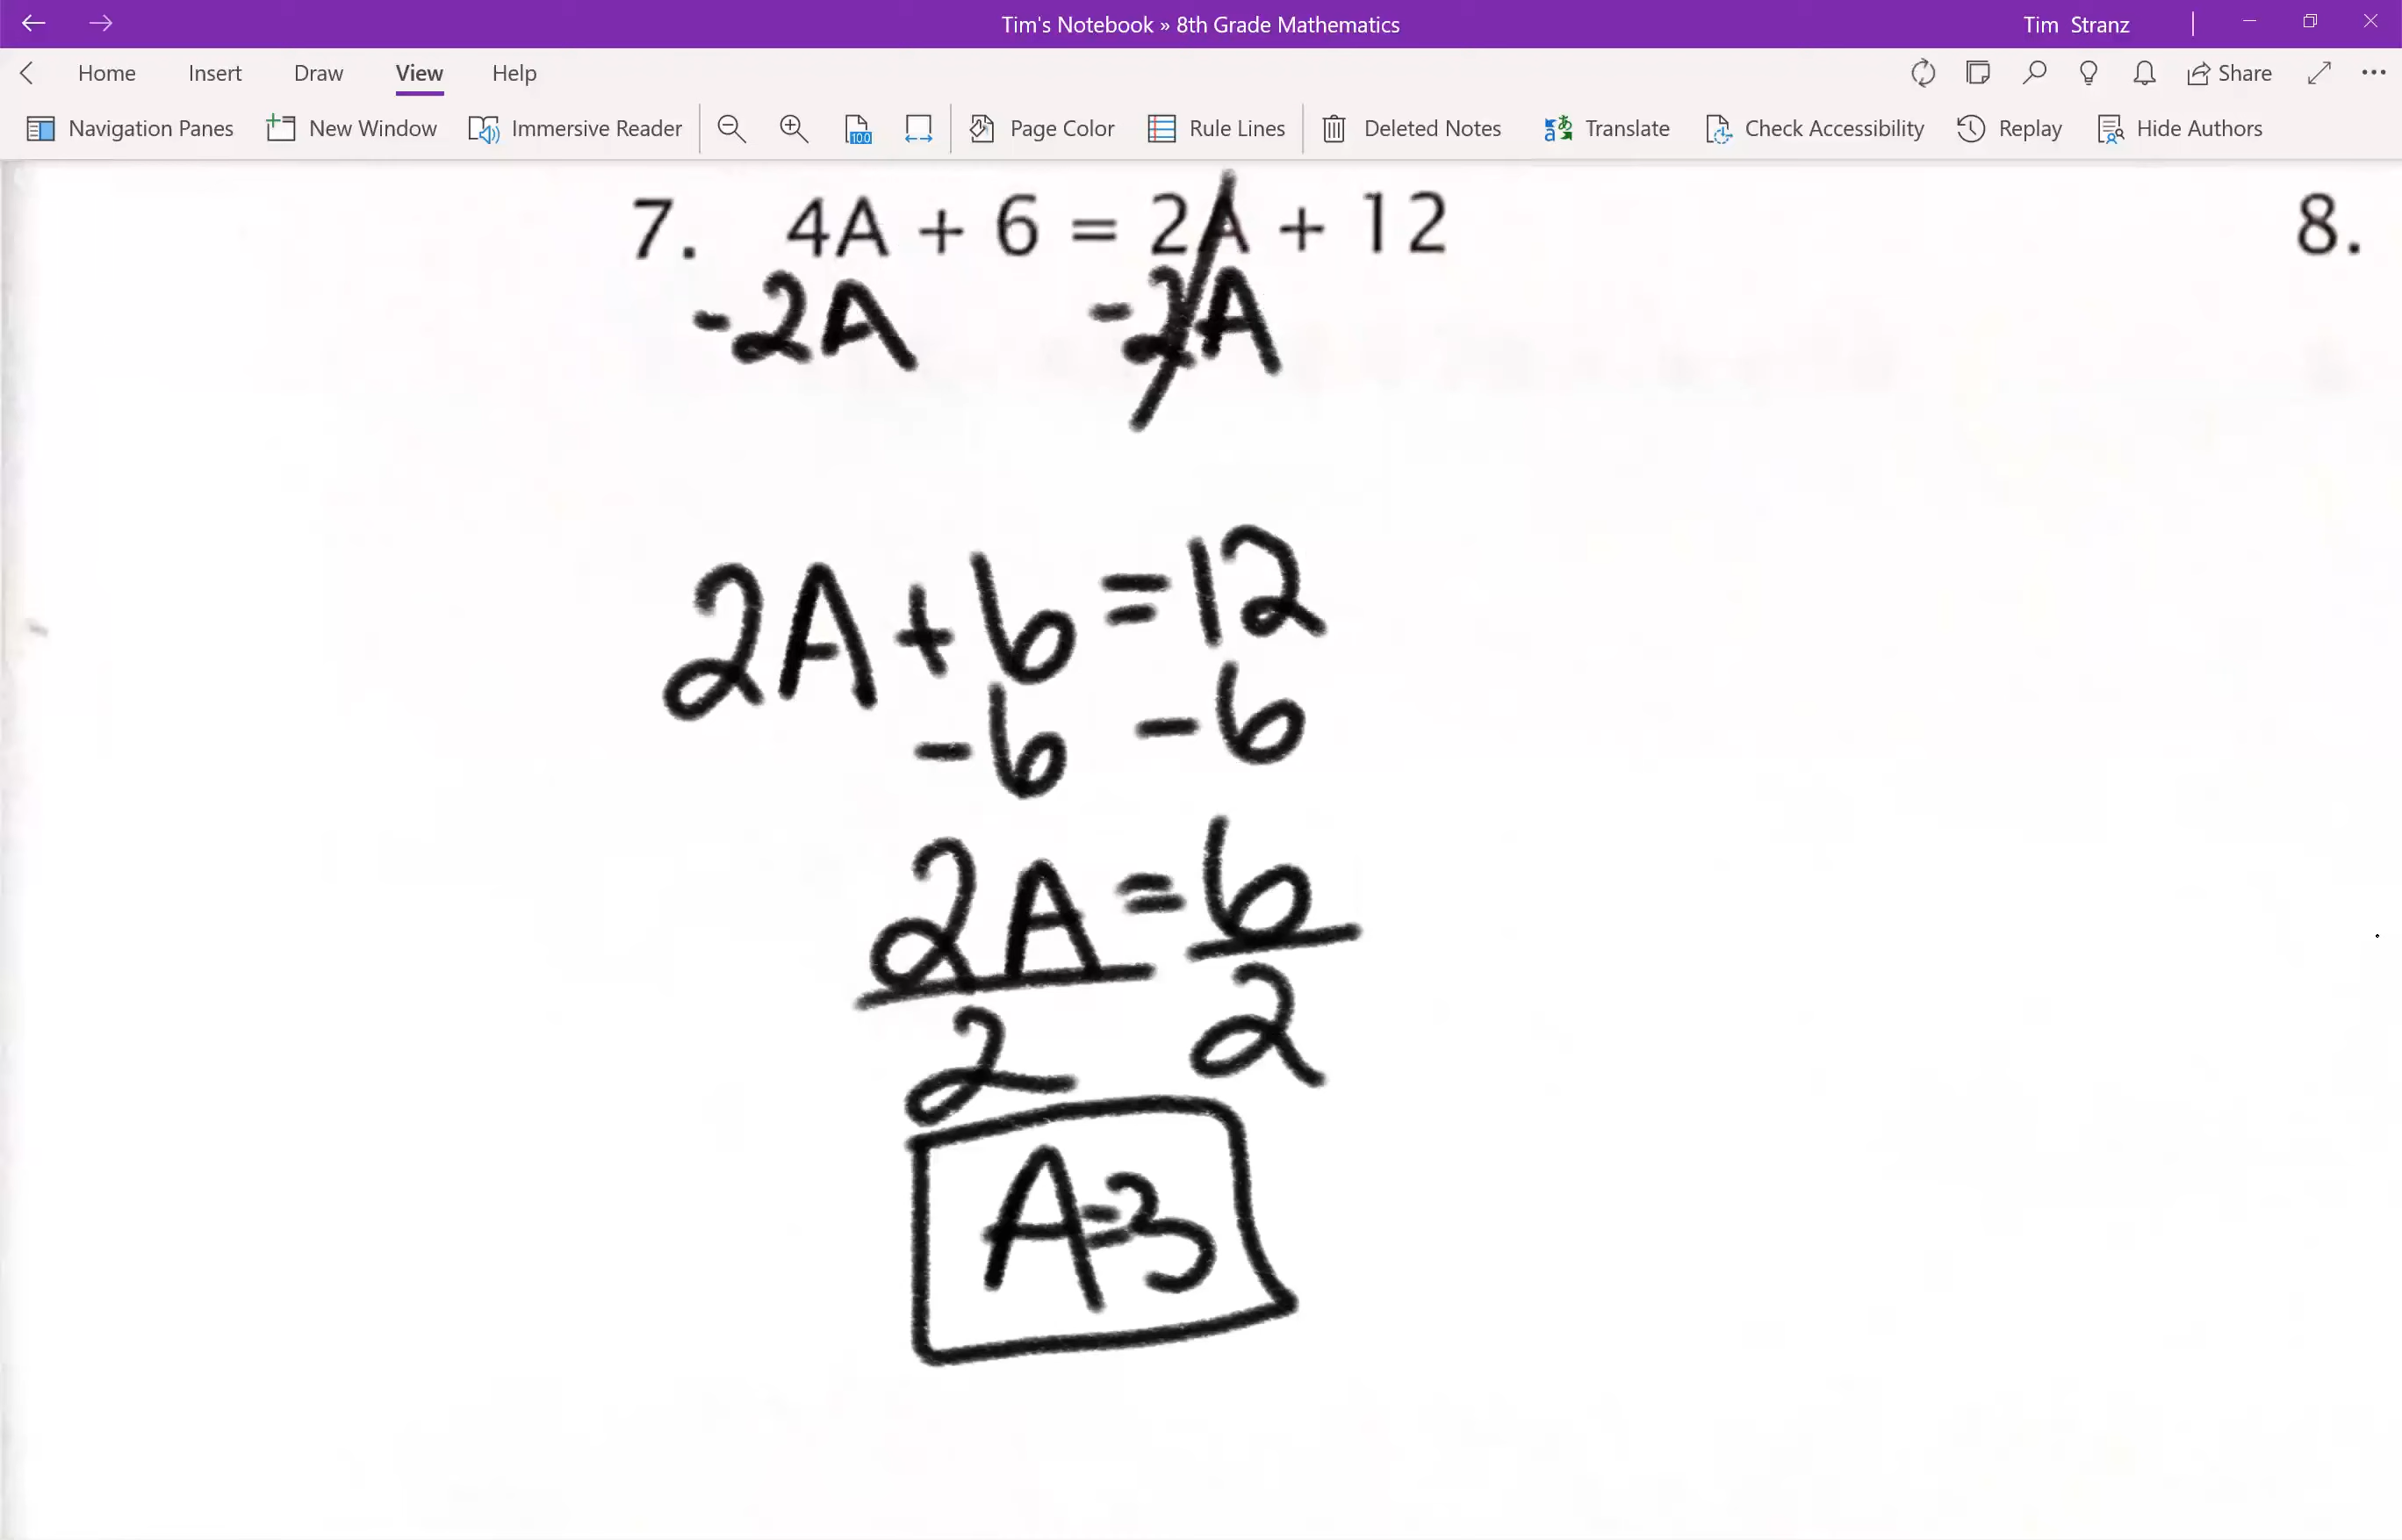 Tim's Notebook » 8th Grade Mathematics Tim Stranz
Home Insert Draw View Help Share
Navigation Panes New Window Immersive Reader 100 Page Color Rule Lines Deleted Notes Translate Check Accessibility Replay Hide Authors
7. 4A + 6 = 2A + 12 8.
-2A -2A
2A + 6 = 12
-6 -6
2A = 6
2 2
A=3